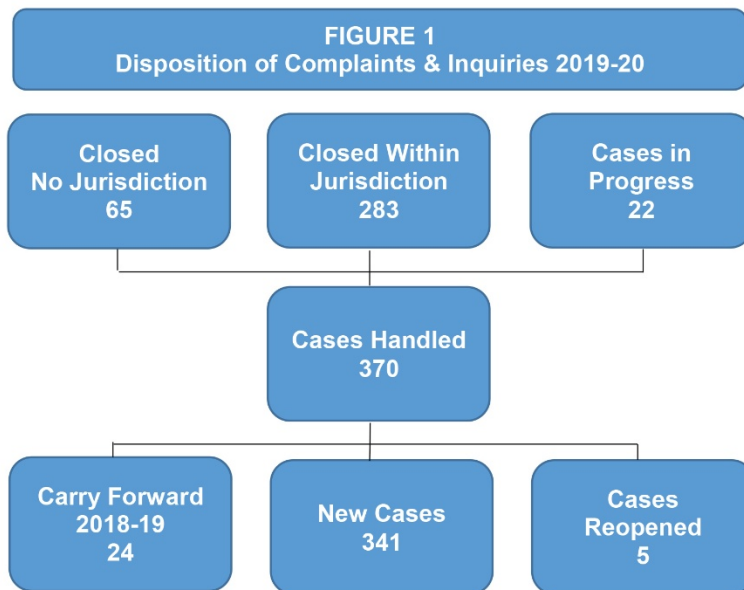 FIGURE 1
Disposition of Complaints & Inquiries 2019-20
Closed
No Jurisdiction
65
Closed Within
Jurisdiction
283
Cases in
Progress
22
Cases Handled
370
Carry Forward
2018-19
24
New Cases
341
Cases
Reopened
5